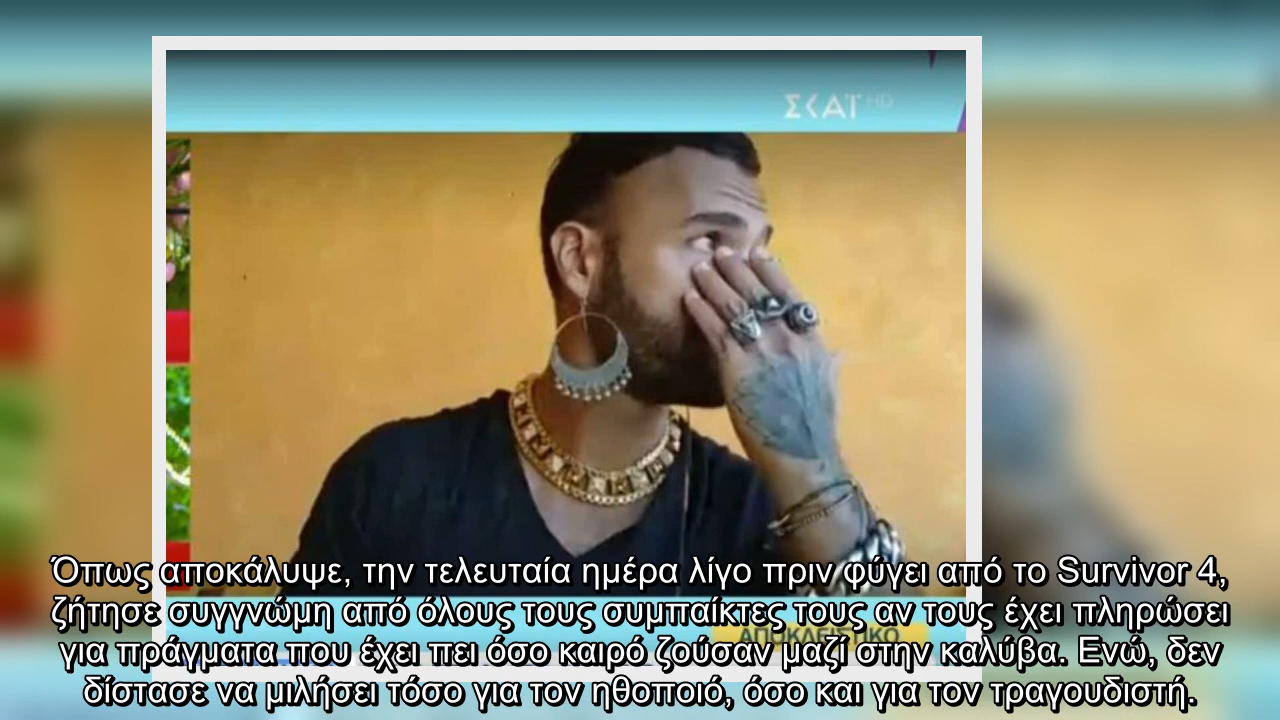 ΣΚΑΪ HD
Όπως αποκάλυψε, την τελευταία ημέρα λίγο πριν φύγει από το Survivor 4,
ζήτησε συγγνώμη από όλους τους συμπαίκτες τους αν τους έχει πληρώσει
ΑΠΟΚΛΕΙΣΤΙΚΟ
για πράγματα που έχει πει όσο καιρό ζούσαν μαζί στην καλύβα. Ενώ, δεν
δίστασε να μιλήσει τόσο για τον ηθοποιό, όσο και για τον τραγουδιστή.